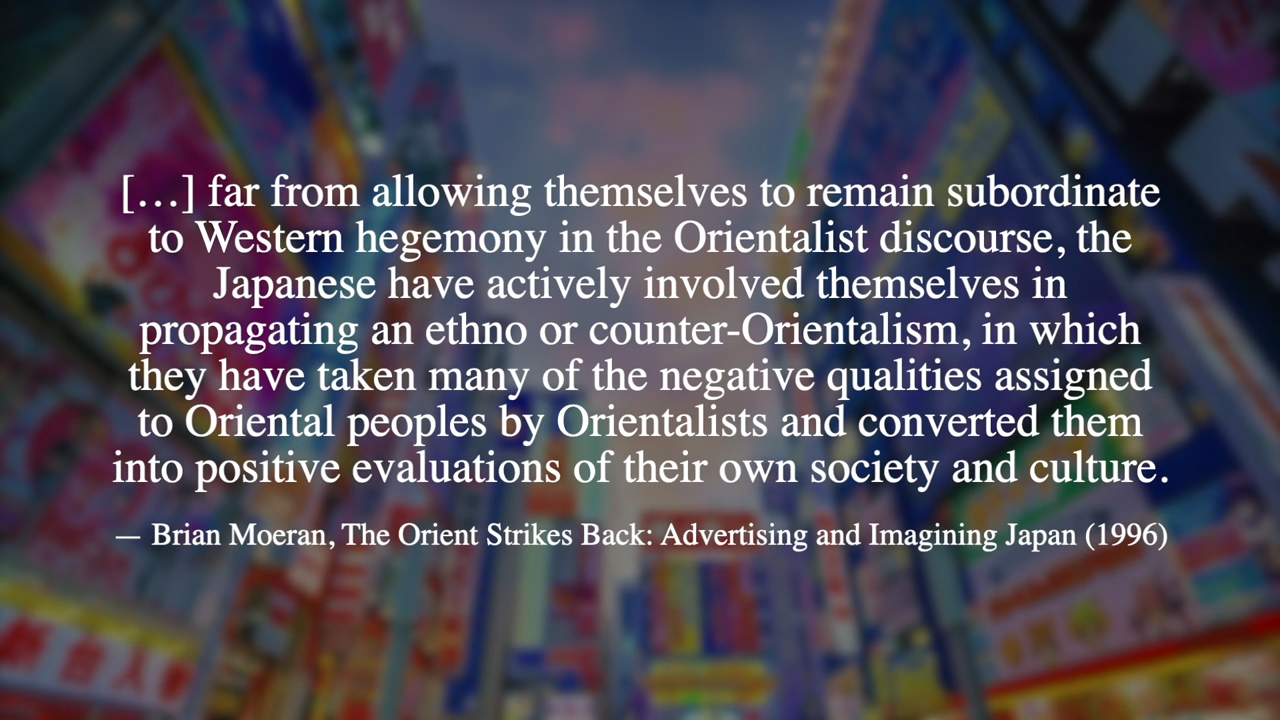 […] far from allowing themselves to remain subordinate
to Western hegemony in the Orientalist discourse, the
Japanese have actively involved themselves in
propagating an ethno or counter-Orientalism, in which
they have taken many of the negative qualities assigned
to Oriental peoples by Orientalists and converted them
into positive evaluations of their own society and culture.
— Brian Moeran, The Orient Strikes Back: Advertising and Imagining Japan (1996)